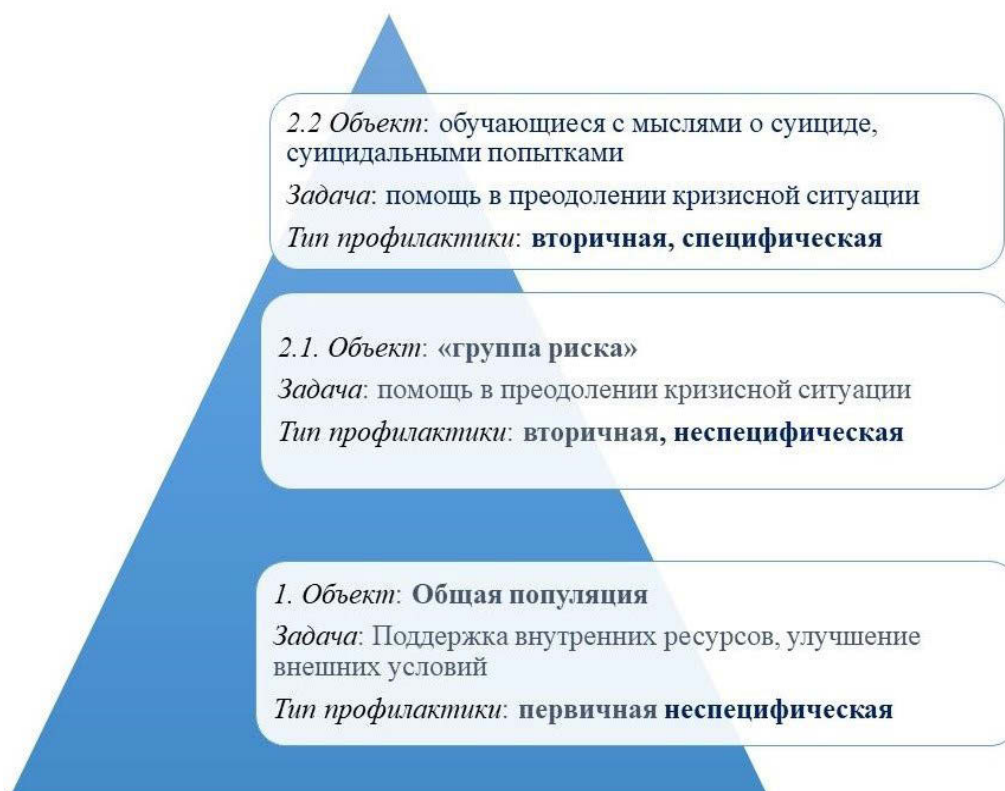 2.2 Объект: обучающиеся с мыслями о суициде,
суицидальными попытками
Задача: помощь в преодолении кризисной ситуации
Тип профилактики: вторичная, специфическая
2.1. Объект: «группа риска»
Задача: помощь в преодолении кризисной ситуации
Тип профилактики: вторичная, неспецифическая
1. Объект: Общая популяция
Задача: Поддержка внутренних ресурсов, улучшение
внешних условий
Тип профилактики: первичная неспецифическая